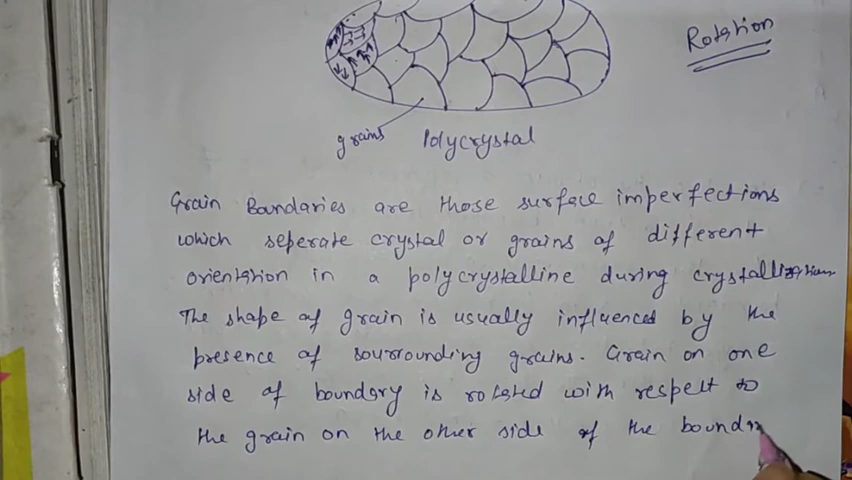 Rotation
grains
Polycrystal
Grain Boundaries are those surface imperfections
which seperate crystal or grains of different
orientation in a polycrystalline during crystallization.
The shape of grain is usually influenced by the
presence of sourrounding grains. Grain on one
side of boundary is rotated with respect to
the grain on the other side of the bounda